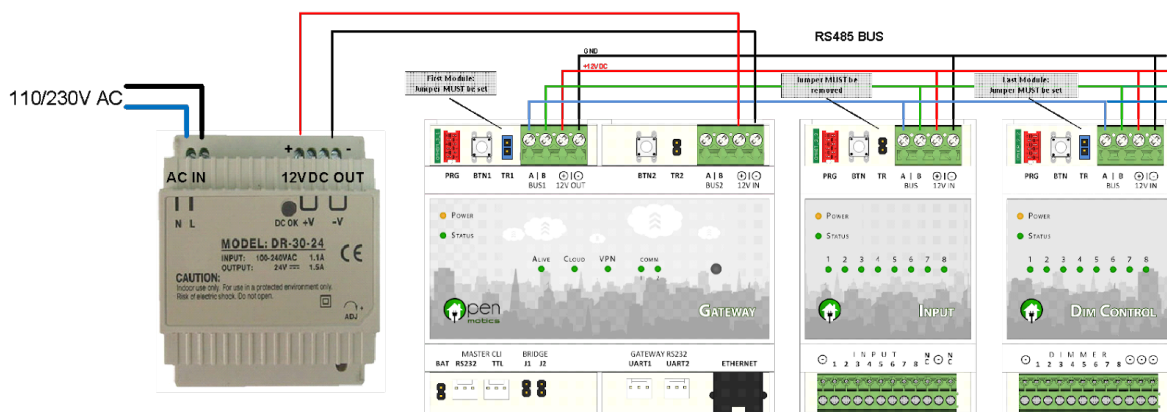 RS485 BUS
GND
+12VDC
110/230V AC
First Module:
Jumper MUST be set
Jumper MUST be
removed
Last Module:
Jumper MUST be set
+ -
AC IN 12V DC OUT
N L DC OK +V -V
MODEL: DR-30-24
INPUT: 100-240VAC 1.1A
OUTPUT: 24V 1.5A
CE
CAUTION:
Indoor use only. For use in a protected environment only.
Risk of electric shock. Do not open.
ADJ
PRG BTN1 TR1 A | B
BUS1 12V OUT
BTN2 TR2 A | B
BUS2 12V IN
POWER
STATUS
ALIVE CLOUD VPN COMM
open
motics
GATEWAY
MASTER CLI BRIDGE GATEWAY RS232
BAT RS232 TTL J1 J2 UART1 UART2 ETHERNET
PRG BTN TR A | B
BUS 12V IN
POWER
STATUS
1 2 3 4 5 6 7 8
INPUT
INPUT
1 2 3 4 5 6 7 8 NC N
PRG BTN TR A | B
BUS 12V IN
POWER
STATUS
1 2 3 4 5 6 7 8
DIM CONTROL
DIMMER
1 2 3 4 5 6 7 8